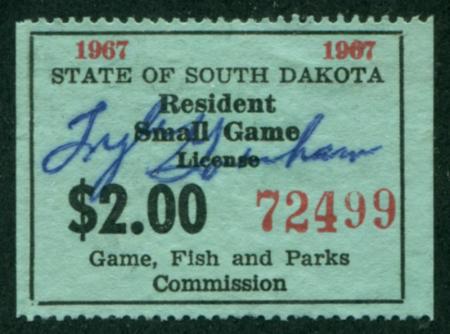 1967 1967
STATE OF SOUTH DAKOTA
Resident
Small Game
License
$2.00 72499
Game, Fish and Parks
Commission